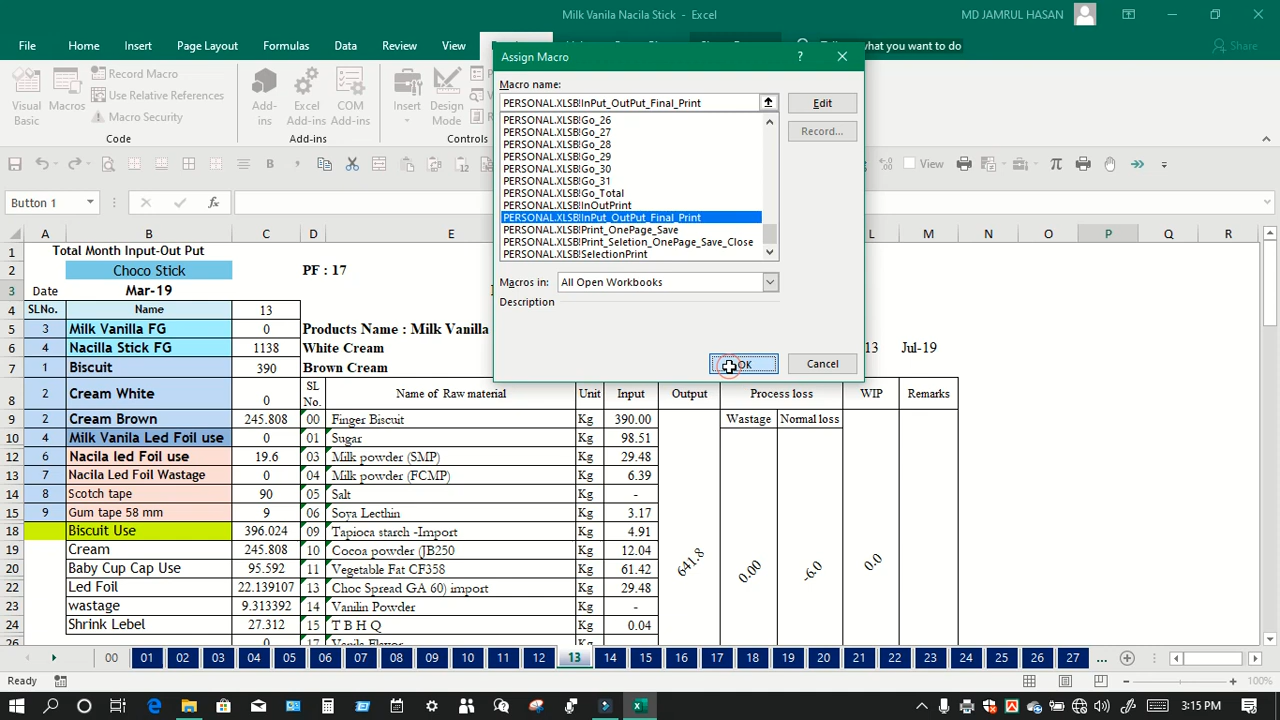 Milk Vanila Nacila Stick - Excel
MD JAMRUL HASAN
File Home Insert Page Layout Formulas Data Review View
what you want to do
Share
Visual Basic
Macros
Record Macro
Use Relative References
Macro Security
Code
Add-ins
Excel Add-ins
COM Add-ins
Add-ins
Insert
Design Mode
Controls
Assign Macro
Macro name:
PERSONAL.XLSB!InPut_OutPut_Final_Print
Edit
Record...
PERSONAL.XLSB!Go_26
PERSONAL.XLSB!Go_27
PERSONAL.XLSB!Go_28
PERSONAL.XLSB!Go_29
PERSONAL.XLSB!Go_30
PERSONAL.XLSB!Go_31
PERSONAL.XLSB!Go_Total
PERSONAL.XLSB!InOutPrint
PERSONAL.XLSB!InPut_OutPut_Final_Print
PERSONAL.XLSB!Print_OnePage_Save
PERSONAL.XLSB!Print_Seletion_OnePage_Save_Close
PERSONAL.XLSB!SelectionPrint
Macros in: All Open Workbooks
Description
OK Cancel
View
Button 1
A B C D E L M N O P Q R
1 Total Month Input-Out Put
2 Choco Stick PF : 17
3 Date Mar-19
4 SLNo. Name 13
5 3 Milk Vanilla FG 0 Products Name : Milk Vanilla
6 4 Nacilla Stick FG 1138 White Cream 13 Jul-19
7 1 Biscuit 390 Brown Cream
8 2 Cream White 0 SL No. Name of Raw material Unit Input Output Process loss WIP Remarks
9 2 Cream Brown 245.808 00 Finger Biscuit Kg 390.00 Wastage Normal loss
10 4 Milk Vanila Led Foil use 0 01 Sugar Kg 98.51
12 6 Nacila led Foil use 19.6 03 Milk powder (SMP) Kg 29.48
13 7 Nacila Led Foil Wastage 0 04 Milk powder (FCMP) Kg 6.39
14 8 Scotch tape 90 05 Salt Kg -
15 9 Gum tape 58 mm 9 06 Soya Lecthin Kg 3.17
18 Biscuit Use 396.024 09 Tapioca starch -Import Kg 4.91
19 Cream 245.808 10 Cocoa powder (JB250 Kg 12.04
20 Baby Cup Cap Use 95.592 11 Vegetable Fat CF358 Kg 61.42 641.8 0.00 -6.0 0.0
22 Led Foil 22.139107 13 Choc Spread GA 60) import Kg 29.48
23 wastage 9.313392 14 Vanilin Powder Kg -
24 Shrink Lebel 27.312 15 T B H Q Kg 0.04
26 0 17 Vanila Flavor Kg
00 01 02 03 04 05 06 07 08 09 10 11 12 13 14 15 16 17 18 19 20 21 22 23 24 25 26 27 ...
Ready 100%
3:15 PM